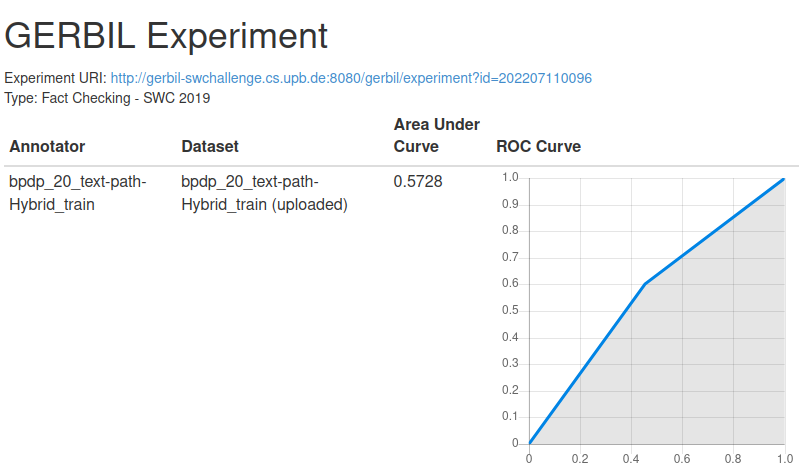 GERBIL Experiment
Experiment URI: http://gerbil-swchallenge.cs.upb.de:8080/gerbil/experiment?id=202207110096
Type: Fact Checking - SWC 2019
Annotator Dataset Area Under Curve ROC Curve
bpdp_20_text-path- bpdp_20_text-path- 0.5728
Hybrid_train Hybrid_train (uploaded)
1.0
0.9
0.8
0.7
0.6
0.5
0.4
0.3
0.2
0.1
0
0 0.2 0.4 0.6 0.8 1.0